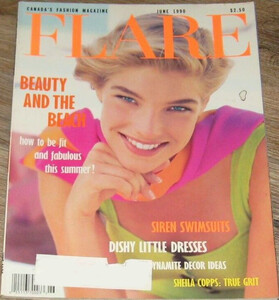 CANADA'S FASHION MAGAZINE JUNE 1990 $2.50
FLARE
BEAUTY
AND THE
BEACH
how to be fit
and fabulous
this summer!
SIREN SWIMSUITS
DISHY LITTLE DRESSES
DYNAMITE DECOR IDEAS
SHEILA COPPS: TRUE GRIT